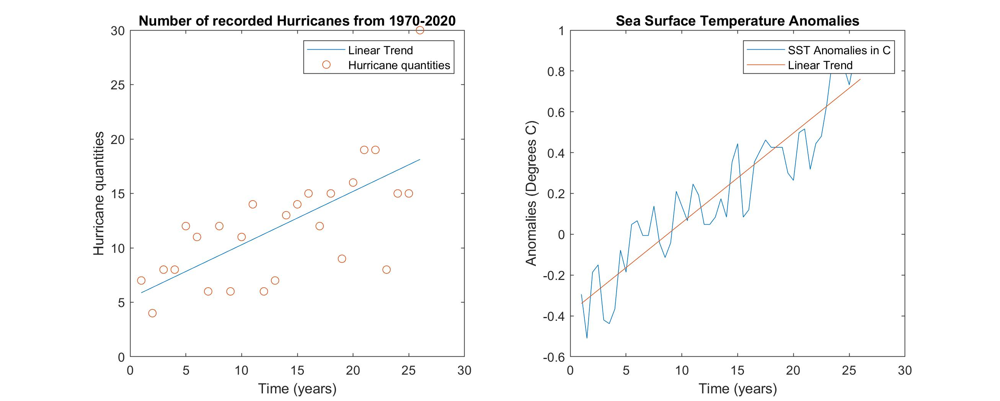 Number of recorded Hurricanes from 1970-2020
30
25
20
15
10
5
0
Hurricane quantities
Linear Trend
Hurricane quantities
0 5 10 15 20 25 30
Time (years)
Sea Surface Temperature Anomalies
1
0.8
0.6
0.4
0.2
0
-0.2
-0.4
-0.6
Anomalies (Degrees C)
SST Anomalies in C
Linear Trend
0 5 10 15 20 25 30
Time (years)